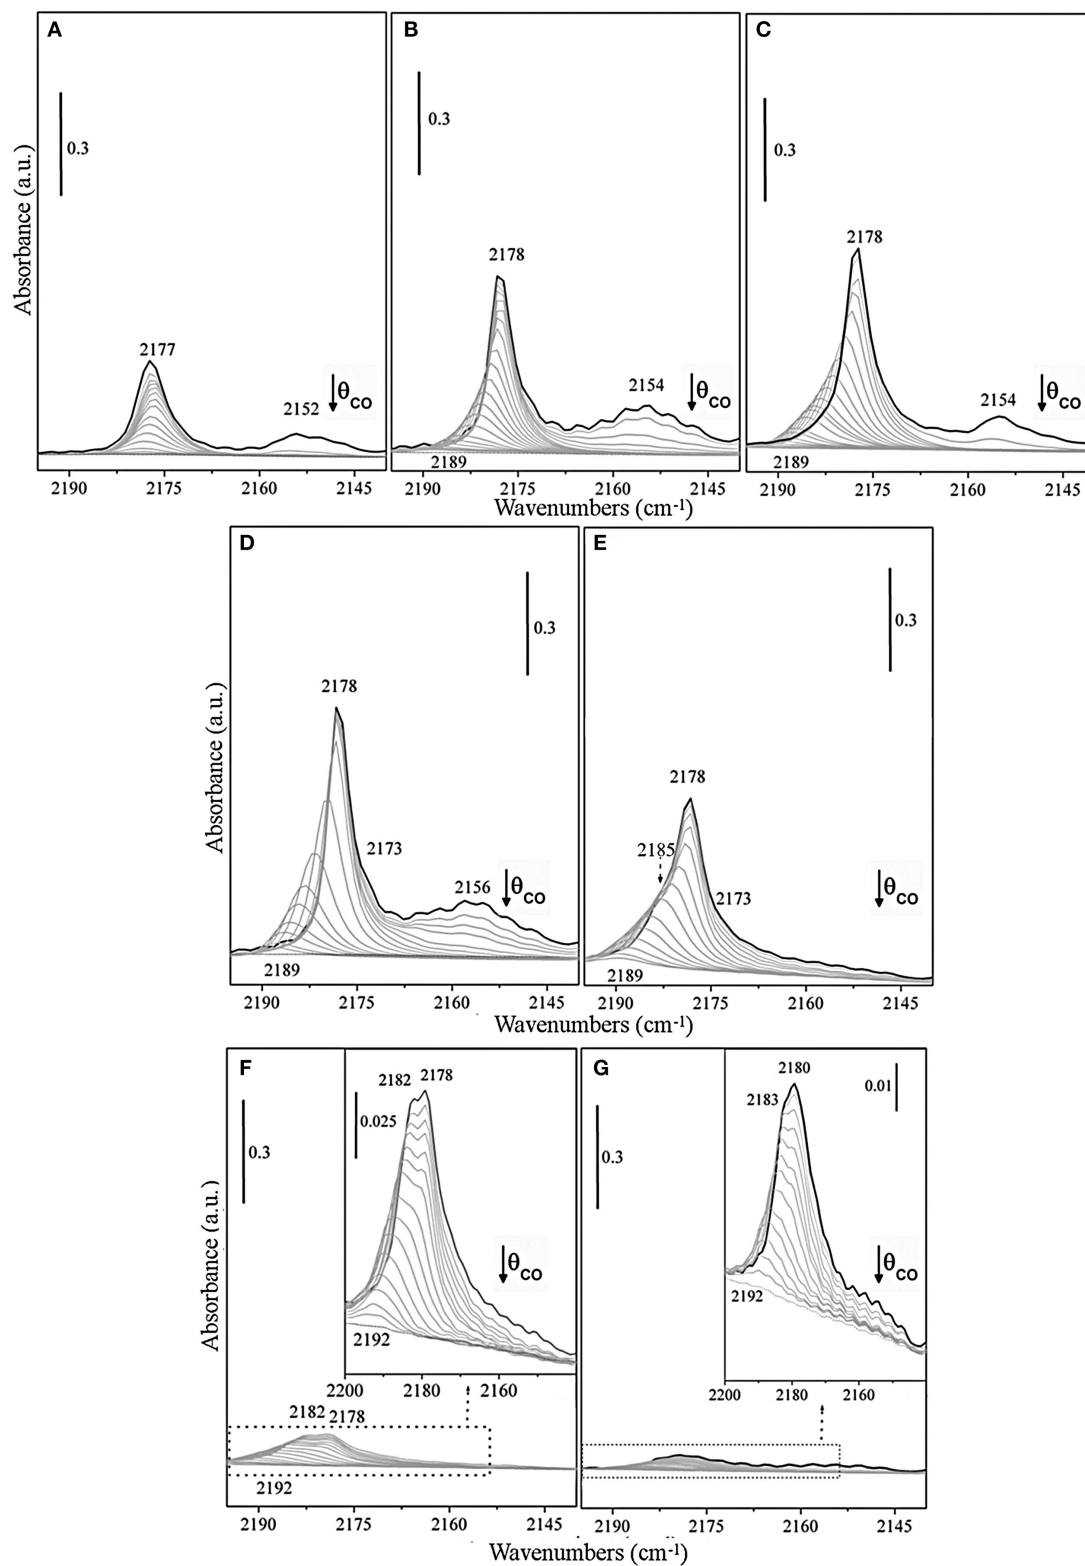 A
B
C
0.3
0.3
0.3
2177
2178
2178
2152
2154
2154
θCO
θCO
θCO
2189
2189
2190 2175 2160 2145
2190 2175 2160 2145
2190 2175 2160 2145
Absorbance (a.u.)
Wavenumbers (cm-1)
D
E
0.3
0.3
2178
2178
2173
2185
2156
2173
θCO
θCO
2189
2189
2190 2175 2160 2145
2190 2175 2160 2145
Absorbance (a.u.)
Wavenumbers (cm-1)
F
G
0.3
0.3
2182 2178
0.025
2180
2183
0.01
θCO
θCO
2192
2192
2200 2180 2160
2200 2180 2160
2182 2178
2192
2190 2175 2160 2145
2190 2175 2160 2145
Absorbance (a.u.)
Wavenumbers (cm-1)